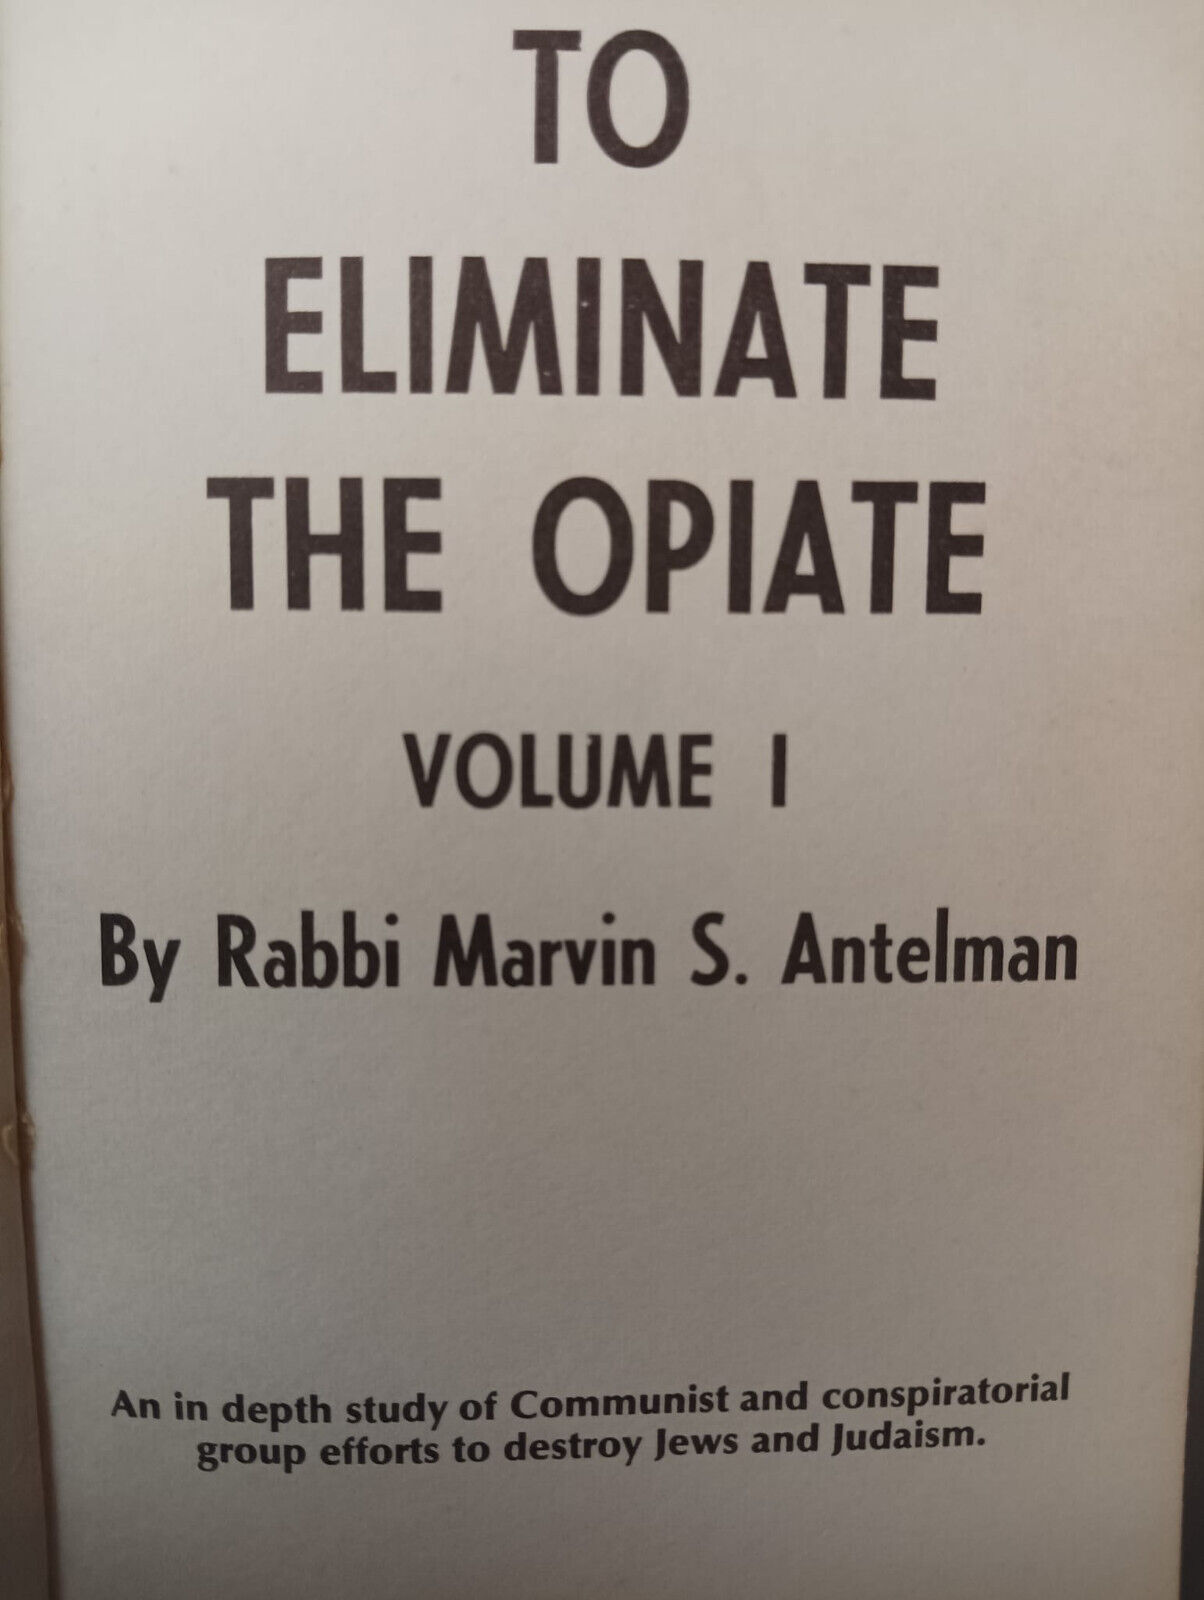 TO
ELIMINATE
THE OPIATE
VOLUME I
By Rabbi Marvin S. Antelman
An in depth study of Communist and conspiratorial
group efforts to destroy Jews and Judaism.